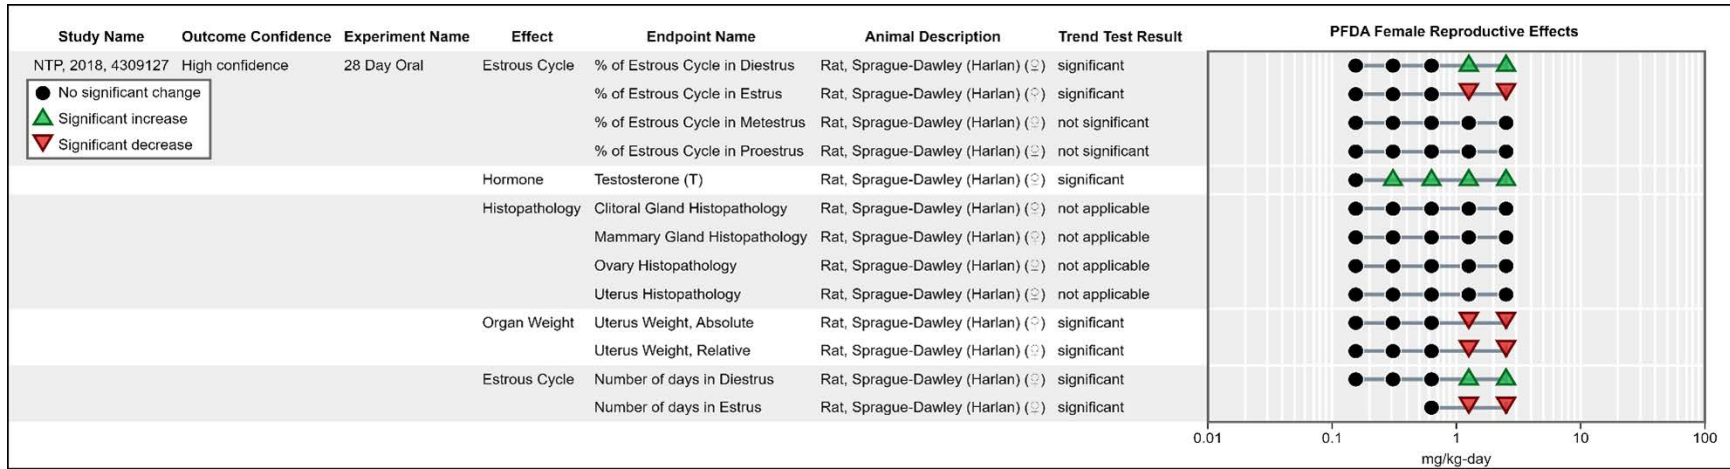 Study Name Outcome Confidence Experiment Name Effect Endpoint Name Animal Description Trend Test Result PFDA Female Reproductive Effects
NTP, 2018, 4309127 High confidence 28 Day Oral Estrous Cycle % of Estrous Cycle in Diestrus Rat, Sprague-Dawley (Harlan) (♀) significant
No significant change
Significant increase
Significant decrease
% of Estrous Cycle in Estrus Rat, Sprague-Dawley (Harlan) (♀) significant
% of Estrous Cycle in Metestrus Rat, Sprague-Dawley (Harlan) (♀) not significant
% of Estrous Cycle in Proestrus Rat, Sprague-Dawley (Harlan) (♀) not significant
Hormone Testosterone (T) Rat, Sprague-Dawley (Harlan) (♀) significant
Histopathology Clitoral Gland Histopathology Rat, Sprague-Dawley (Harlan) (♀) not applicable
Mammary Gland Histopathology Rat, Sprague-Dawley (Harlan) (♀) not applicable
Ovary Histopathology Rat, Sprague-Dawley (Harlan) (♀) not applicable
Uterus Histopathology Rat, Sprague-Dawley (Harlan) (♀) not applicable
Organ Weight Uterus Weight, Absolute Rat, Sprague-Dawley (Harlan) (♀) significant
Uterus Weight, Relative Rat, Sprague-Dawley (Harlan) (♀) significant
Estrous Cycle Number of days in Diestrus Rat, Sprague-Dawley (Harlan) (♀) significant
Number of days in Estrus Rat, Sprague-Dawley (Harlan) (♀) significant
0.01 0.1 1 10 100
mg/kg-day